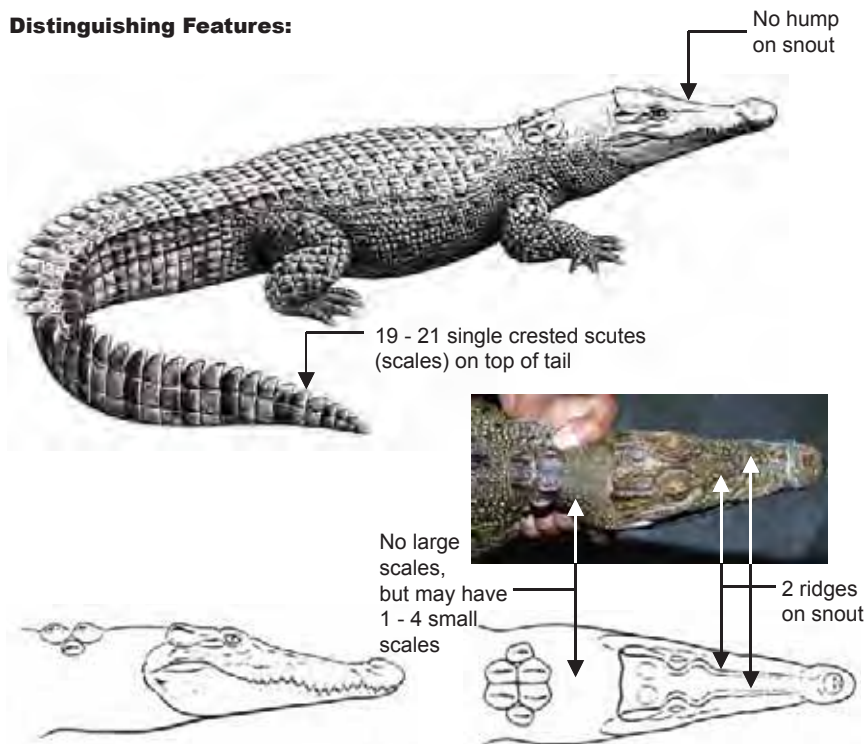 Distinguishing Features:
No hump
on snout
19 - 21 single crested scutes
(scales) on top of tail
No large
scales,
but may have
1 - 4 small
scales
2 ridges
on snout